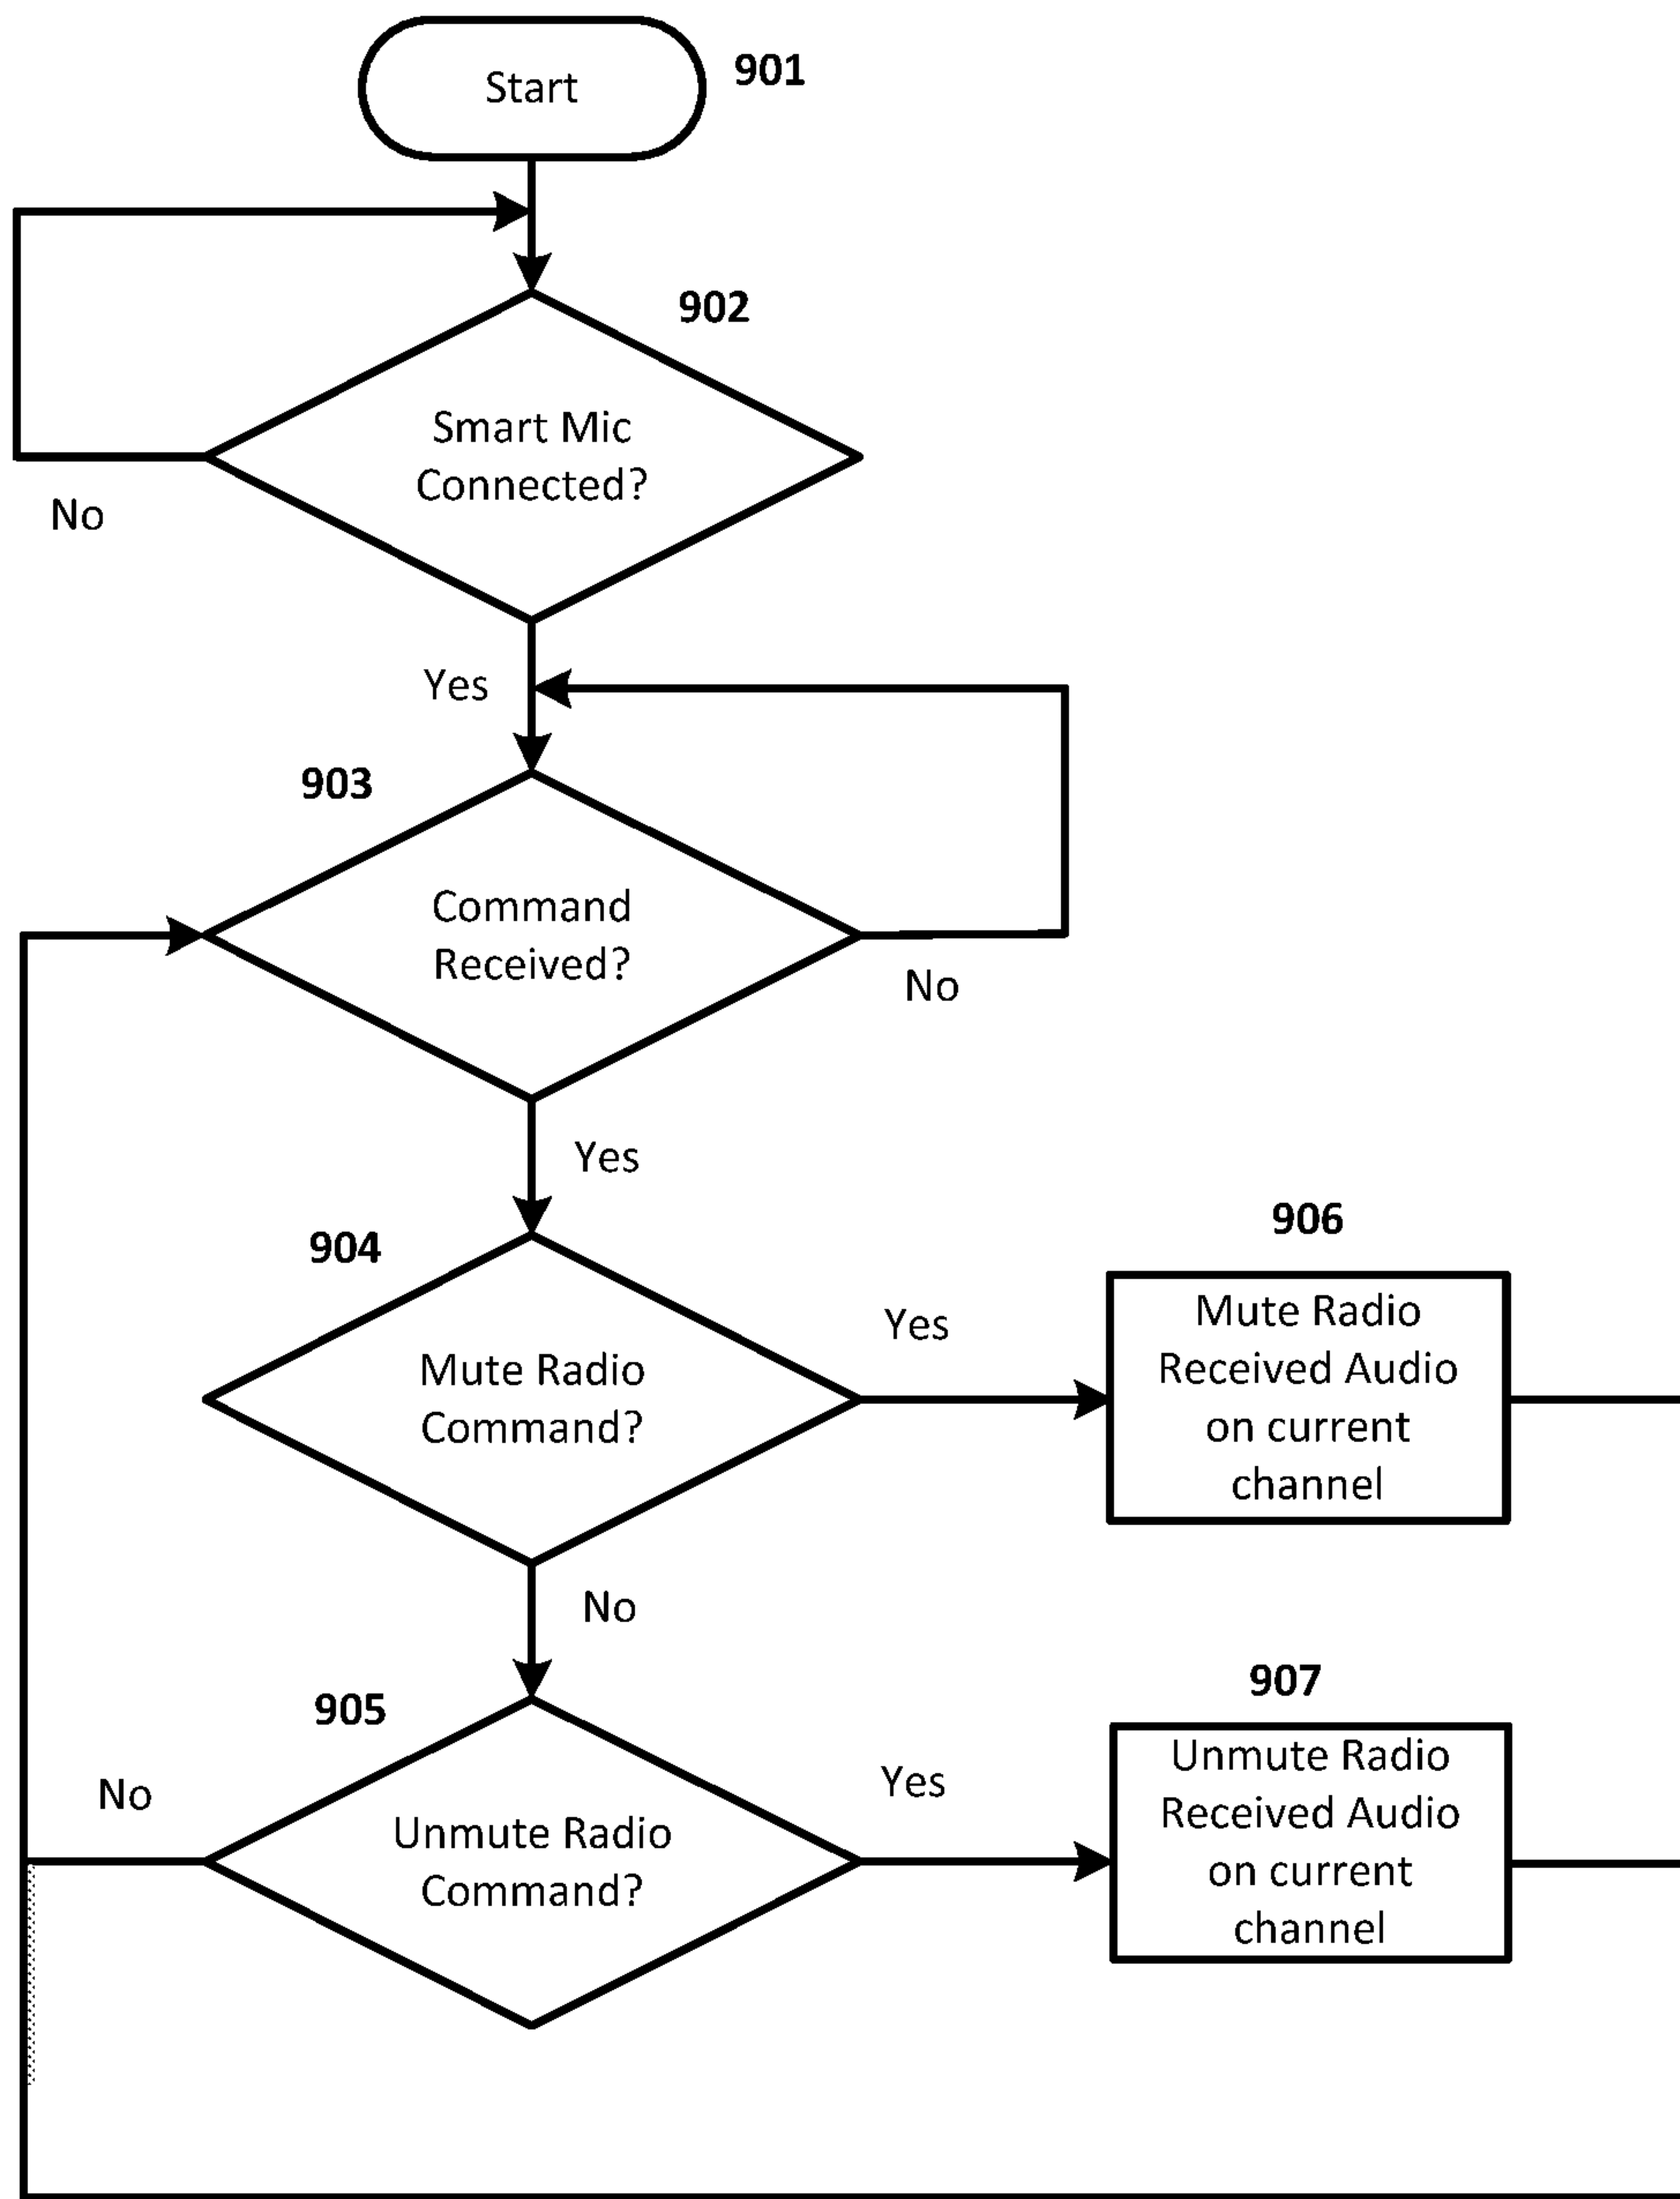 Start
901
902
Smart Mic
Connected?
No
Yes
903
Command
Received?
No
Yes
904
Mute Radio
Command?
Yes
906
Mute Radio
Received Audio
on current
channel
No
905
Unmute Radio
Command?
No
Yes
907
Unmute Radio
Received Audio
on current
channel